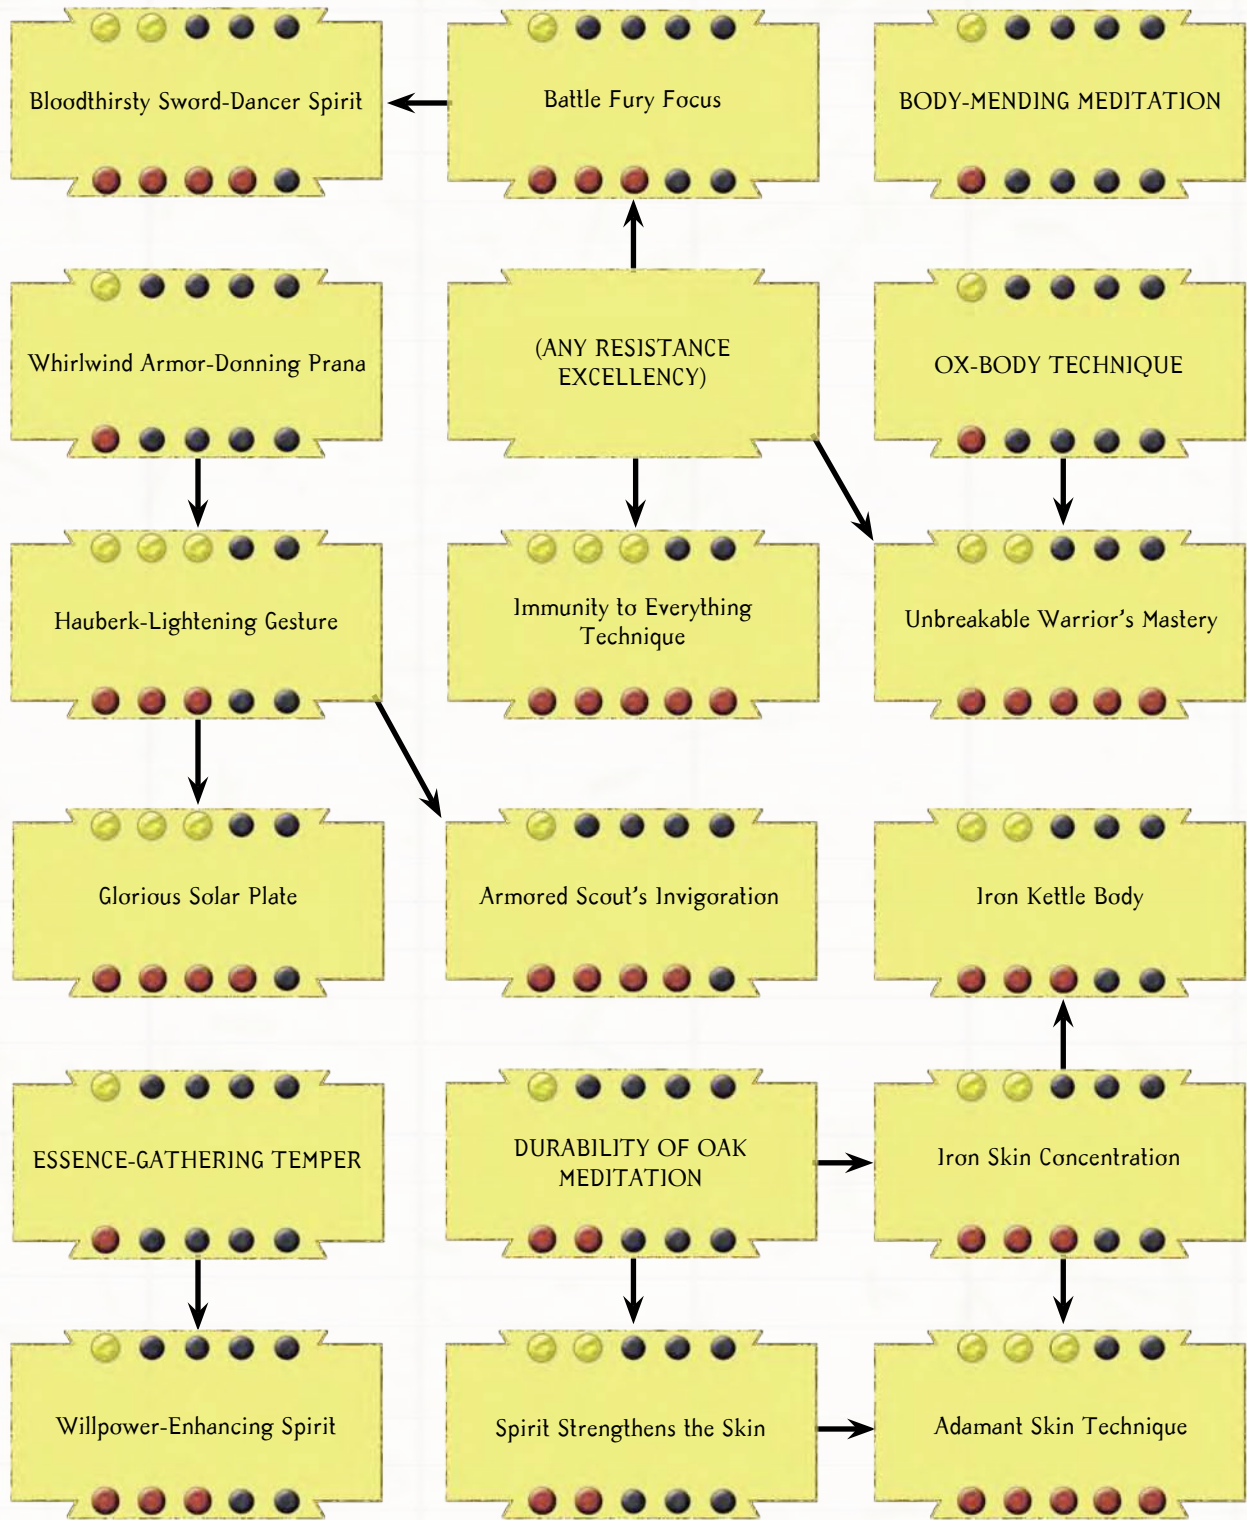 Bloodthirsty Sword-Dancer Spirit
Battle Fury Focus
BODY-MENDING MEDITATION
Whirlwind Armor-Donning Prana
(ANY RESISTANCE
EXCELLENCY)
OX-BODY TECHNIQUE
Hauberk-Lightening Gesture
Immunity to Everything
Technique
Unbreakable Warrior's Mastery
Glorious Solar Plate
Armored Scout's Invigoration
Iron Kettle Body
ESSENCE-GATHERING TEMPER
DURABILITY OF OAK
MEDITATION
Iron Skin Concentration
Willpower-Enhancing Spirit
Spirit Strengthens the Skin
Adamant Skin Technique